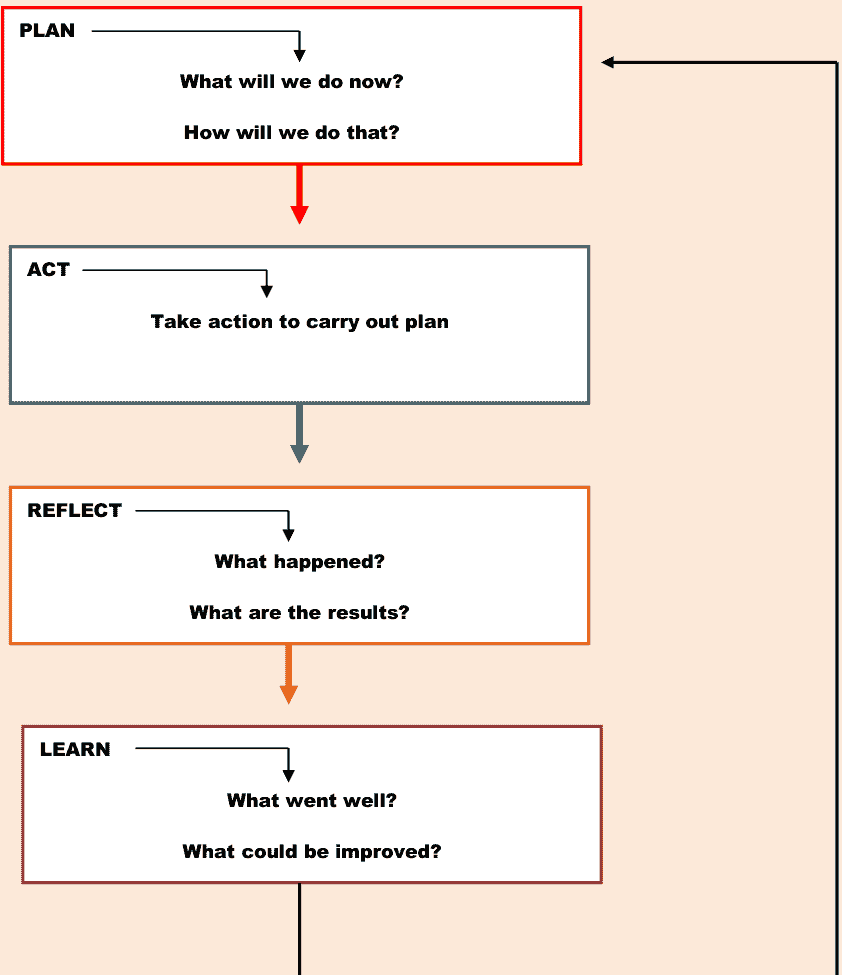 PLAN
What will we do now?
How will we do that?
ACT
Take action to carry out plan
REFLECT
What happened?
What are the results?
LEARN
What went well?
What could be improved?